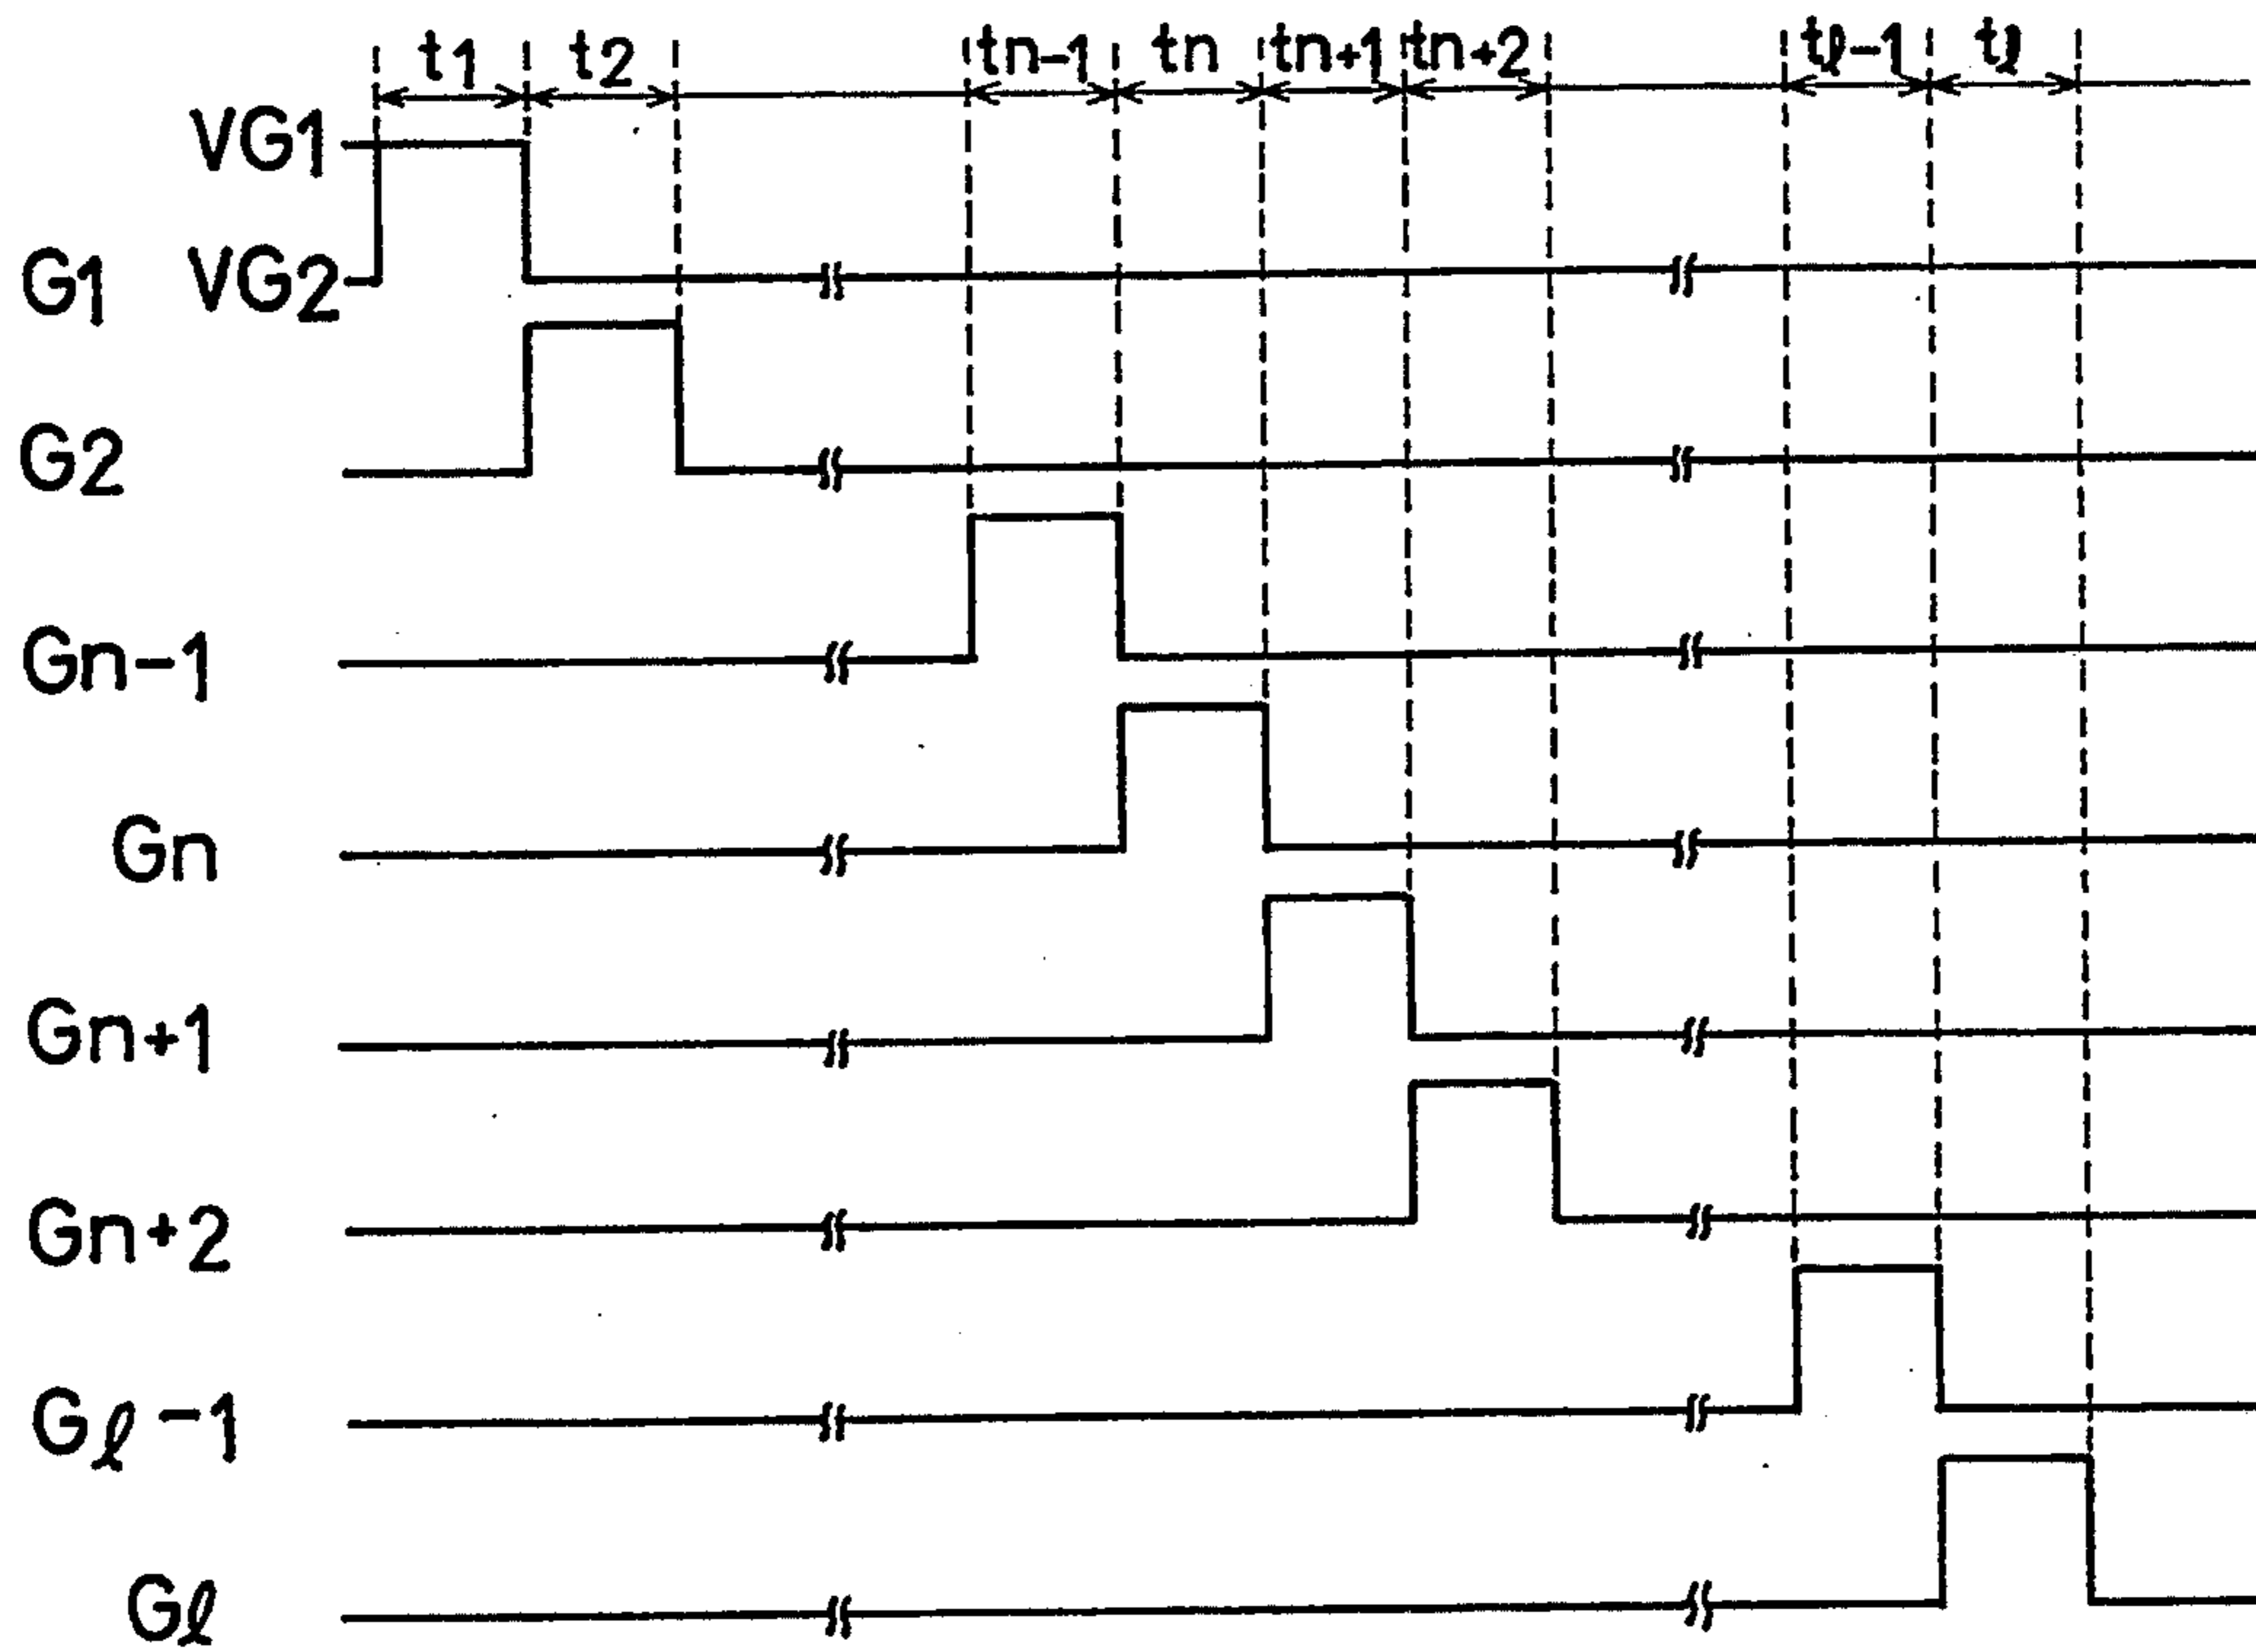 t1 t2 tn-1 tn tn+1 tn+2 tℓ-1 tℓ
VG1
G1 VG2
G2
Gn-1
Gn
Gn+1
Gn+2
Gℓ-1
Gℓ